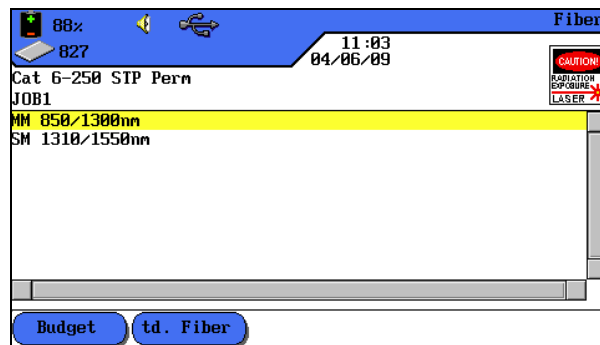 88%
Fiber
827
11:03
04/06/09
CAUTION!
RADIATION
EXPOSURE
LASER
Cat 6-250 STP Perm
JOB1
MM 850/1300nm
SM 1310/1550nm
Budget
td. Fiber